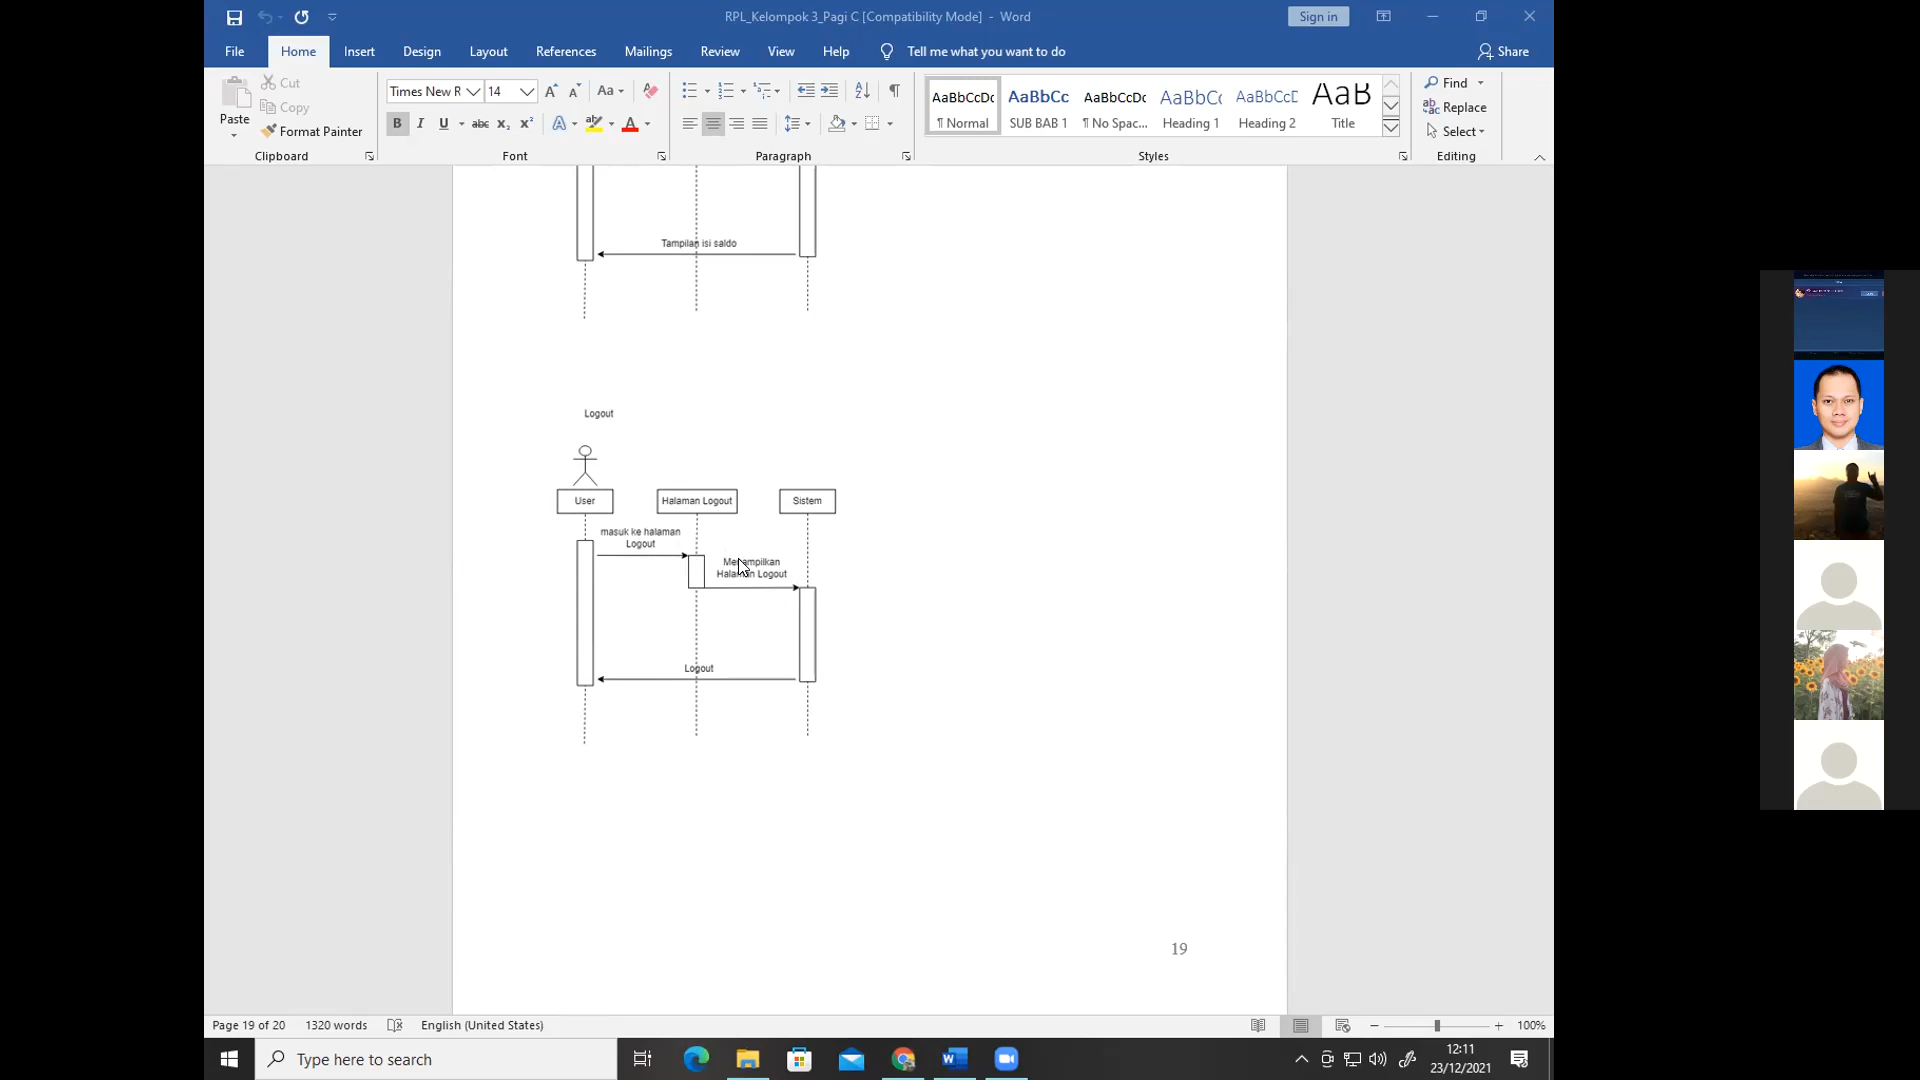 RPL_Kelompok 3_Pagi C [Compatibility Mode] - Word
Sign in
File Home Insert Design Layout References Mailings Review View Help Tell me what you want to do Share
Paste
Cut
Copy
Format Painter
Clipboard
Times New R 14
Font
Paragraph
AaBbCcDc AaBbCc AaBbCcDc AaBbCc AaBbCcD AaB
¶ Normal SUB BAB 1 ¶ No Spac... Heading 1 Heading 2 Title
Styles
Find
Replace
Select
Editing
Tampilan isi saldo
Logout
User Halaman Logout Sistem
masuk ke halaman
Logout
Menampilkan
Halaman Logout
Logout
19
Page 19 of 20 1320 words English (United States) 100%
Type here to search
12:11
23/12/2021